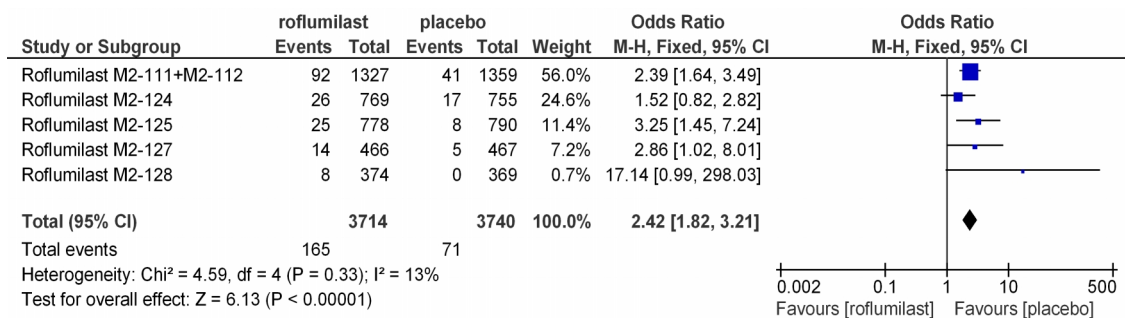 roflumilast placebo Odds Ratio Odds Ratio
Study or Subgroup Events Total Events Total Weight M-H, Fixed, 95% CI M-H, Fixed, 95% CI
Roflumilast M2-111+M2-112 92 1327 41 1359 56.0% 2.39 [1.64, 3.49]
Roflumilast M2-124 26 769 17 755 24.6% 1.52 [0.82, 2.82]
Roflumilast M2-125 25 778 8 790 11.4% 3.25 [1.45, 7.24]
Roflumilast M2-127 14 466 5 467 7.2% 2.86 [1.02, 8.01]
Roflumilast M2-128 8 374 0 369 0.7% 17.14 [0.99, 298.03]
Total (95% CI) 3714 3740 100.0% 2.42 [1.82, 3.21]
Total events 165 71
Heterogeneity: Chi² = 4.59, df = 4 (P = 0.33); I² = 13%
Test for overall effect: Z = 6.13 (P < 0.00001)
0.002 0.1 1 10 500
Favours [roflumilast] Favours [placebo]